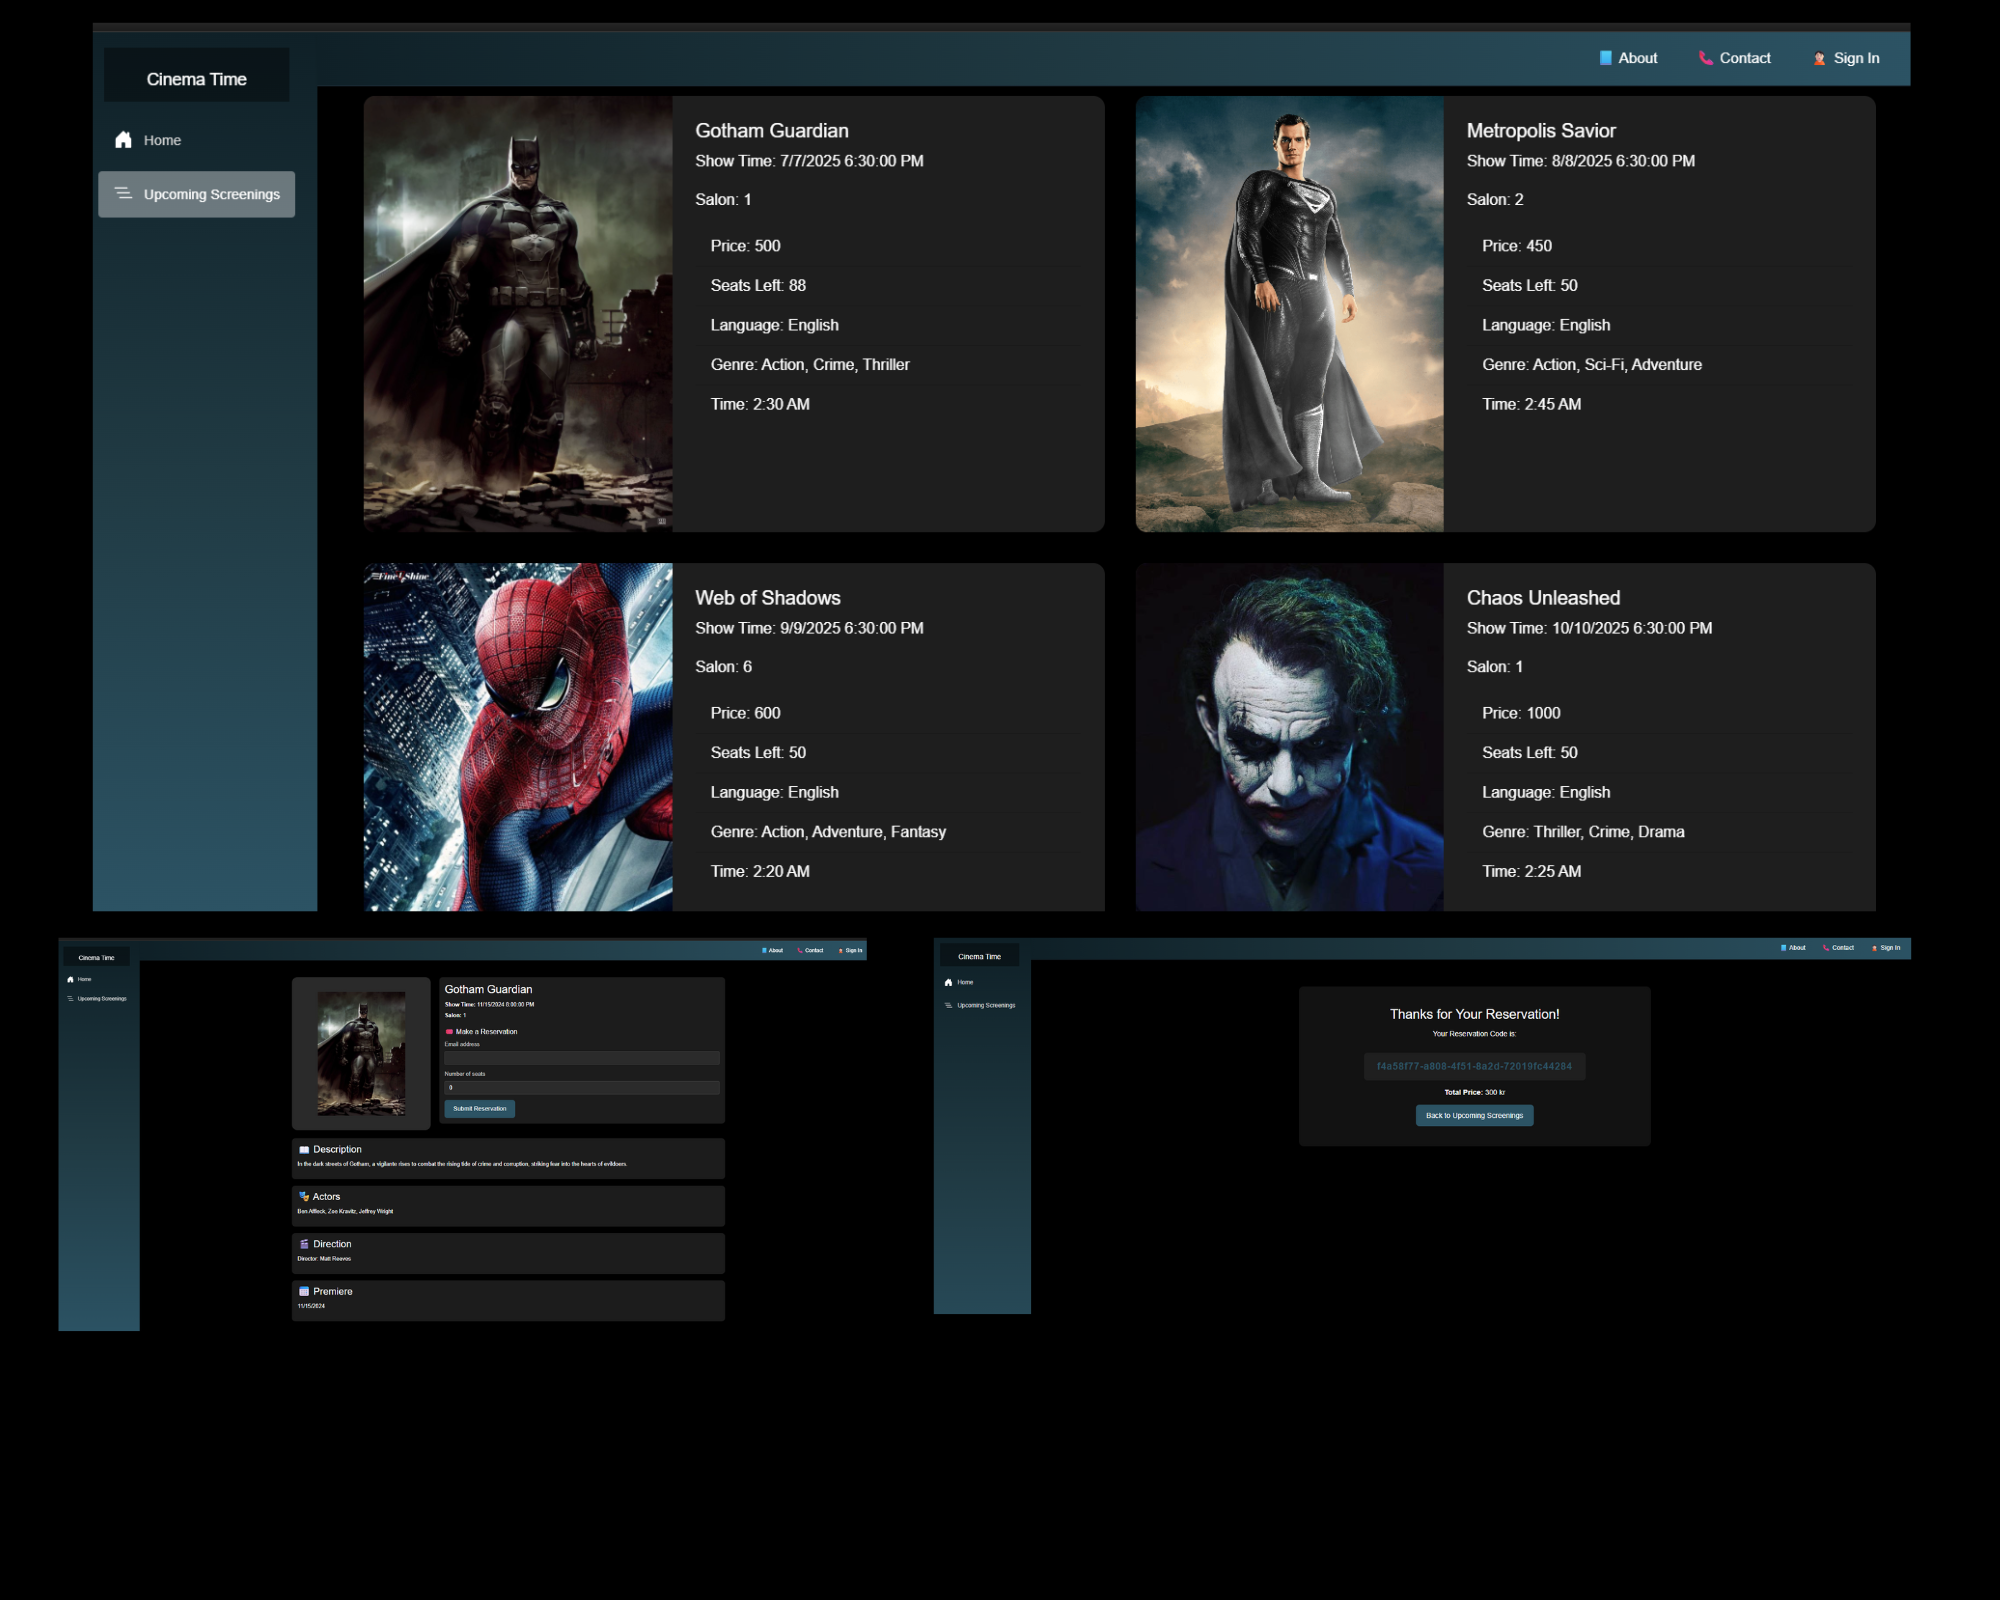 Cinema Time
Home
Upcoming Screenings
About
Contact
Sign In
Gotham Guardian
Show Time: 7/7/2025 6:30:00 PM
Salon: 1
Price: 500
Seats Left: 88
Language: English
Genre: Action, Crime, Thriller
Time: 2:30 AM
Metropolis Savior
Show Time: 8/8/2025 6:30:00 PM
Salon: 2
Price: 450
Seats Left: 50
Language: English
Genre: Action, Sci-Fi, Adventure
Time: 2:45 AM
Fine Shine
Web of Shadows
Show Time: 9/9/2025 6:30:00 PM
Salon: 6
Price: 600
Seats Left: 50
Language: English
Genre: Action, Adventure, Fantasy
Time: 2:20 AM
Chaos Unleashed
Show Time: 10/10/2025 6:30:00 PM
Salon: 1
Price: 1000
Seats Left: 50
Language: English
Genre: Thriller, Crime, Drama
Time: 2:25 AM
Cinema Time
Home
Upcoming Screenings
About
Contact
Sign In
Gotham Guardian
Show Time: 11/15/2024 8:00:00 PM
Salon: 1
Make a Reservation
Email address
Number of seats
0
Submit Reservation
Description
In the dark streets of Gotham, a vigilante rises to combat the rising tide of crime and corruption, striking fear into the hearts of evildoers.
Actors
Ben Affleck, Zoe Kravitz, Jeffrey Wright
Direction
Director: Matt Reeves
Premiere
11/15/2024
Cinema Time
Home
Upcoming Screenings
About
Contact
Sign In
Thanks for Your Reservation!
Your Reservation Code is:
f4a58f77-a808-4f51-8a2d-72019fc44284
Total Price: 300 kr
Back to Upcoming Screenings